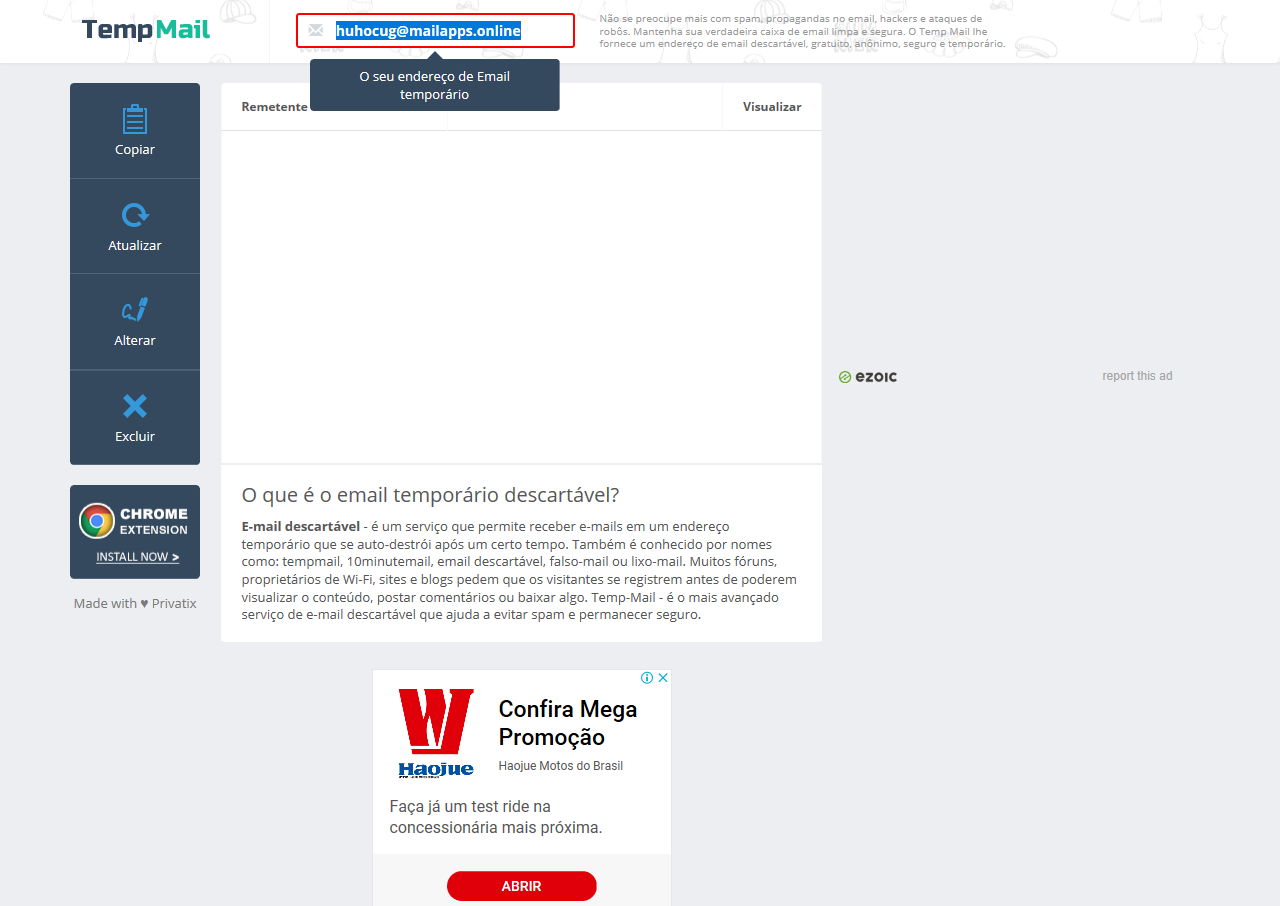 TempMail
huhocug@mailapps.online
Não se preocupe mais com spam, propagandas no email, hackers e ataques de
robôs. Mantenha sua verdadeira caixa de email limpa e segura. O Temp Mail lhe
fornece um endereço de email descartável, gratuito, anônimo, seguro e temporário.
O seu endereço de Email
temporário
Remetente
Visualizar
Copiar
Atualizar
Alterar
Excluir
CHROME
EXTENSION
INSTALL NOW >
Made with ♥ Privatix
ezoic
report this ad
O que é o email temporário descartável?
E-mail descartável - é um serviço que permite receber e-mails em um endereço
temporário que se auto-destrói após um certo tempo. Também é conhecido por nomes
como: tempmail, 10minutemail, email descartável, falso-mail ou lixo-mail. Muitos fóruns,
proprietários de Wi-Fi, sites e blogs pedem que os visitantes se registrem antes de poderem
visualizar o conteúdo, postar comentários ou baixar algo. Temp-Mail - é o mais avançado
serviço de e-mail descartável que ajuda a evitar spam e permanecer seguro.
Confira Mega
Promoção
Haojue
Haojue Motos do Brasil
Faça já um test ride na
concessionária mais próxima.
ABRIR